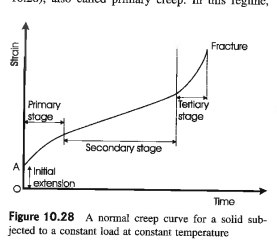 10.28), also called primary creep. In this regime,
Strain
Fracture
Primary
stage
Tertiary
stage
Secondary stage
A
Initial
extension
O
Time
Figure 10.28 A normal creep curve for a solid sub-
jected to a constant load at constant temperature